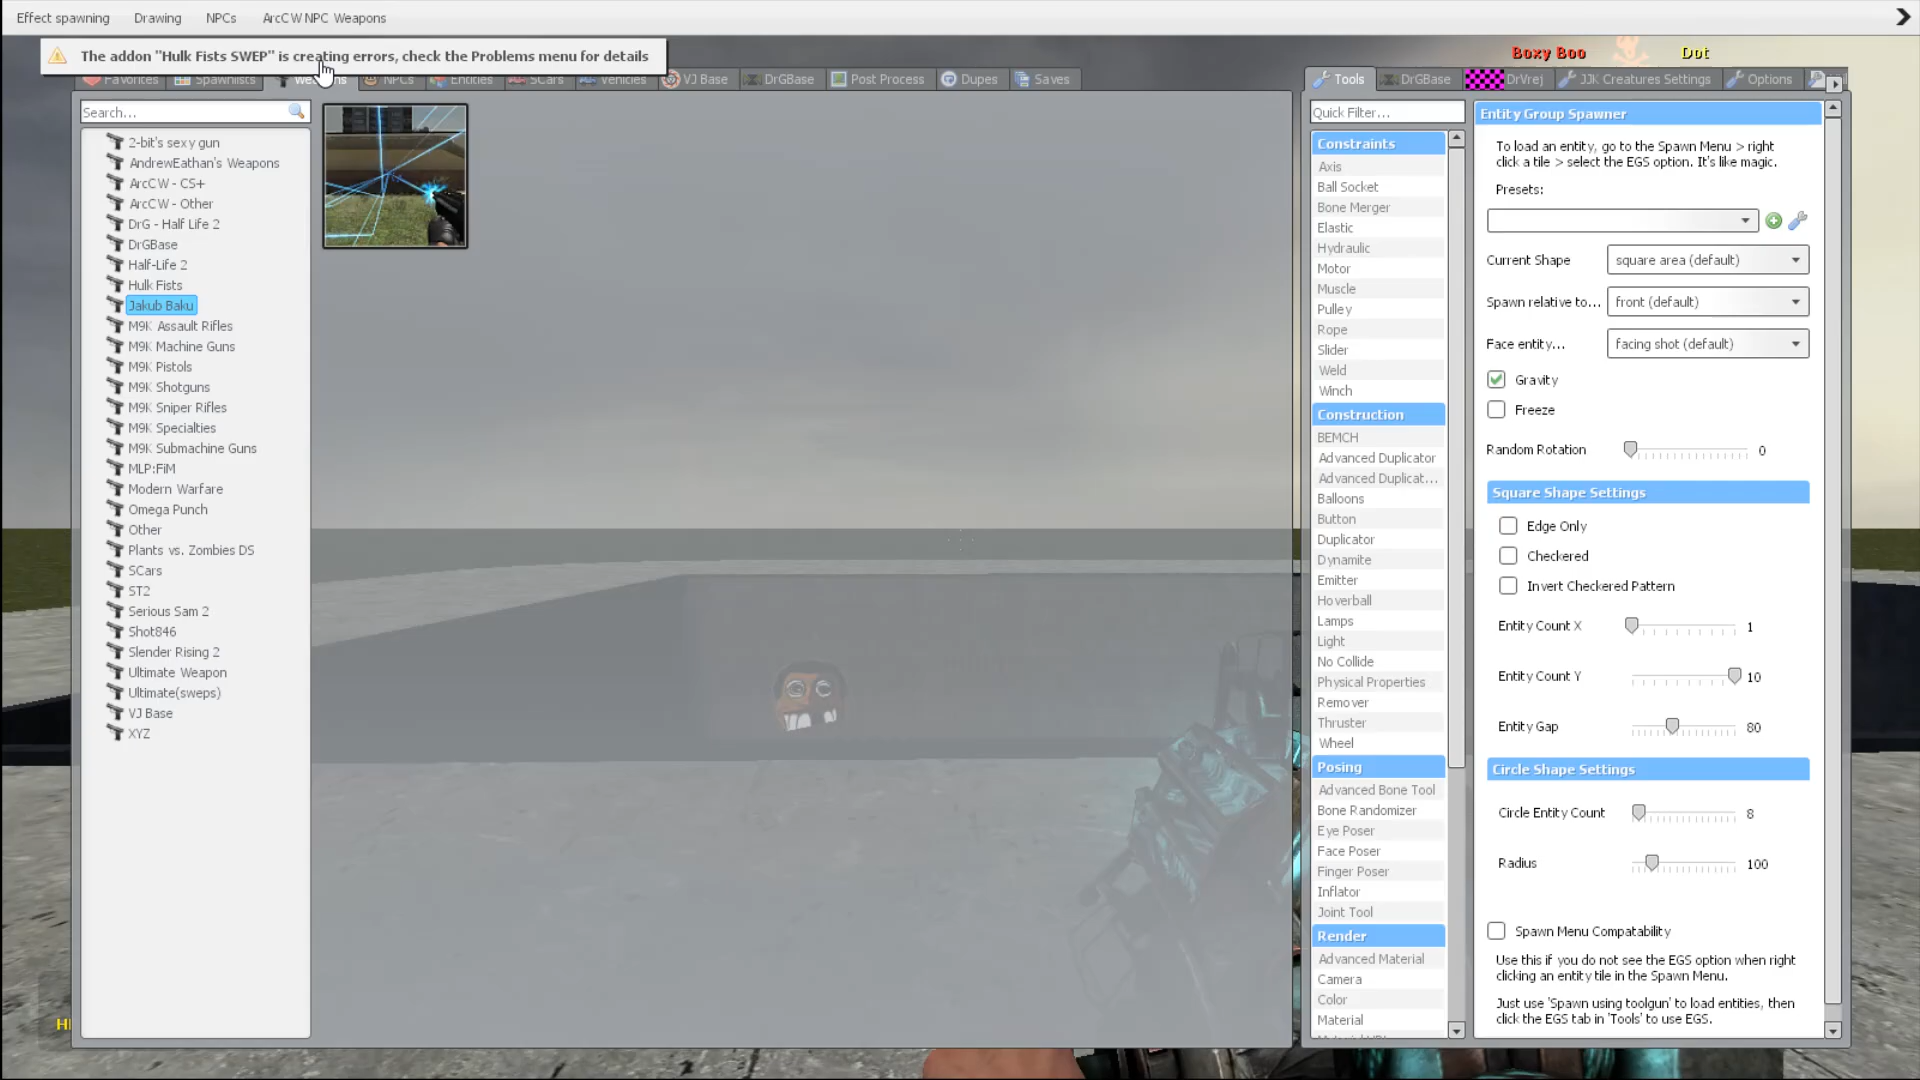 Effect spawning Drawing NPCs ArcCW NPC Weapons
The addon "Hulk Fists SWEP" is creating errors, check the Problems menu for details
Boxy Boo Dot
Favorites Spawnlists Weapons NPCs Entities SCars Vehicles VJ Base DrGBase Post Process Dupes Saves
Search...
2-bit's sexy gun
AndrewEathan's Weapons
ArcCW - CS+
ArcCW - Other
DrG - Half Life 2
DrGBase
Half-Life 2
Hulk Fists
Jakub Baku
M9K Assault Rifles
M9K Machine Guns
M9K Pistols
M9K Shotguns
M9K Sniper Rifles
M9K Specialties
M9K Submachine Guns
MLP:FiM
Modern Warfare
Omega Punch
Other
Plants vs. Zombies DS
SCars
ST2
Serious Sam 2
Shot846
Slender Rising 2
Ultimate Weapon
Ultimate(sweps)
VJ Base
XYZ
Tools DrGBase DrVrej JJK Creatures Settings Options
Quick Filter...
Constraints
Axis
Ball Socket
Bone Merger
Elastic
Hydraulic
Motor
Muscle
Pulley
Rope
Slider
Weld
Winch
Construction
BEMCH
Advanced Duplicator
Advanced Duplicat...
Balloons
Button
Duplicator
Dynamite
Emitter
Hoverball
Lamps
Light
No Collide
Physical Properties
Remover
Thruster
Wheel
Posing
Advanced Bone Tool
Bone Randomizer
Eye Poser
Face Poser
Finger Poser
Inflator
Joint Tool
Render
Advanced Material
Camera
Color
Material
Entity Group Spawner
To load an entity, go to the Spawn Menu > right
click a tile > select the EGS option. It's like magic.
Presets:
Current Shape square area (default)
Spawn relative to... front (default)
Face entity... facing shot (default)
Gravity
Freeze
Random Rotation 0
Square Shape Settings
Edge Only
Checkered
Invert Checkered Pattern
Entity Count X 1
Entity Count Y 10
Entity Gap 80
Circle Shape Settings
Circle Entity Count 8
Radius 100
Spawn Menu Compatability
Use this if you do not see the EGS option when right
clicking an entity tile in the Spawn Menu.
Just use 'Spawn using toolgun' to load entities, then
click the EGS tab in 'Tools' to use EGS.